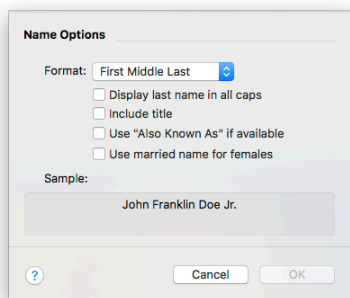 Name Options
Format: First Middle Last
Display last name in all caps
Include title
Use "Also Known As" if available
Use married name for females
Sample:
John Franklin Doe Jr.
? Cancel OK